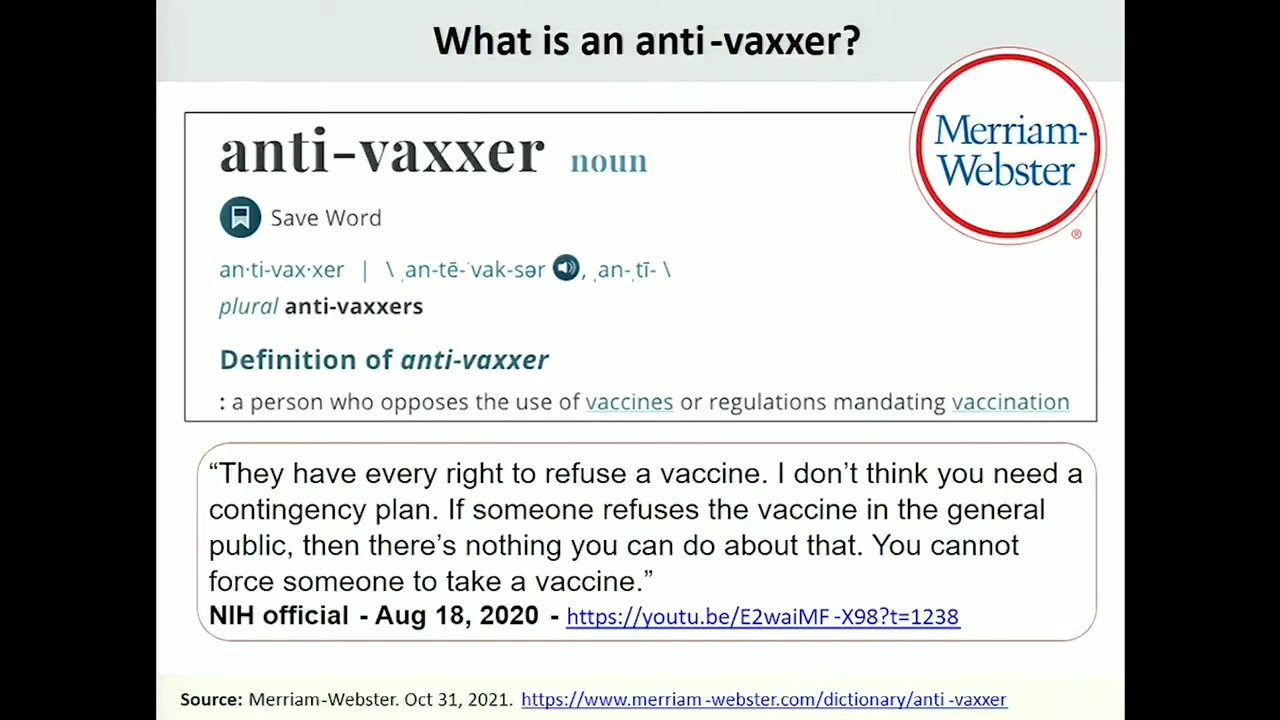 What is an anti-vaxxer?
Merriam-
Webster
®
anti-vaxxer noun
Save Word
an·ti-vax·xer | \ ˌan-tē-ˈvak-sər , ˌan-ˌtī- \
plural anti-vaxxers
Definition of anti-vaxxer
: a person who opposes the use of vaccines or regulations mandating vaccination
“They have every right to refuse a vaccine. I don’t think you need a
contingency plan. If someone refuses the vaccine in the general
public, then there’s nothing you can do about that. You cannot
force someone to take a vaccine.”
NIH official - Aug 18, 2020 - https://youtu.be/E2waiMF-X98?t=1238
Source: Merriam-Webster. Oct 31, 2021. https://www.merriam-webster.com/dictionary/anti-vaxxer